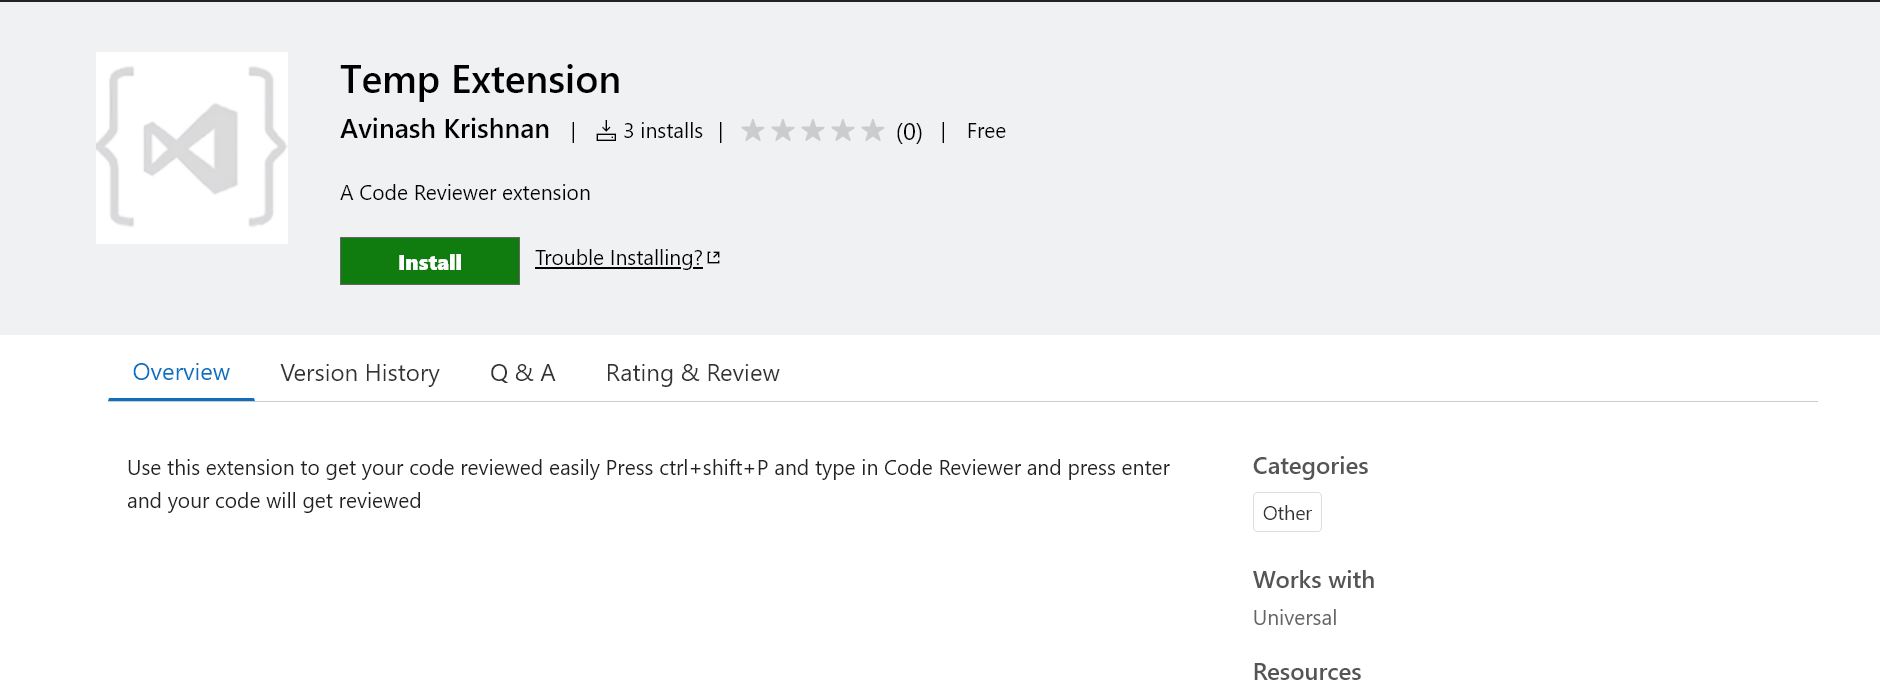 Temp Extension
Avinash Krishnan | 3 installs | (0) | Free
A Code Reviewer extension
Install Trouble Installing?
Overview Version History Q & A Rating & Review
Use this extension to get your code reviewed easily Press ctrl+shift+P and type in Code Reviewer and press enter
and your code will get reviewed
Categories
Other
Works with
Universal
Resources